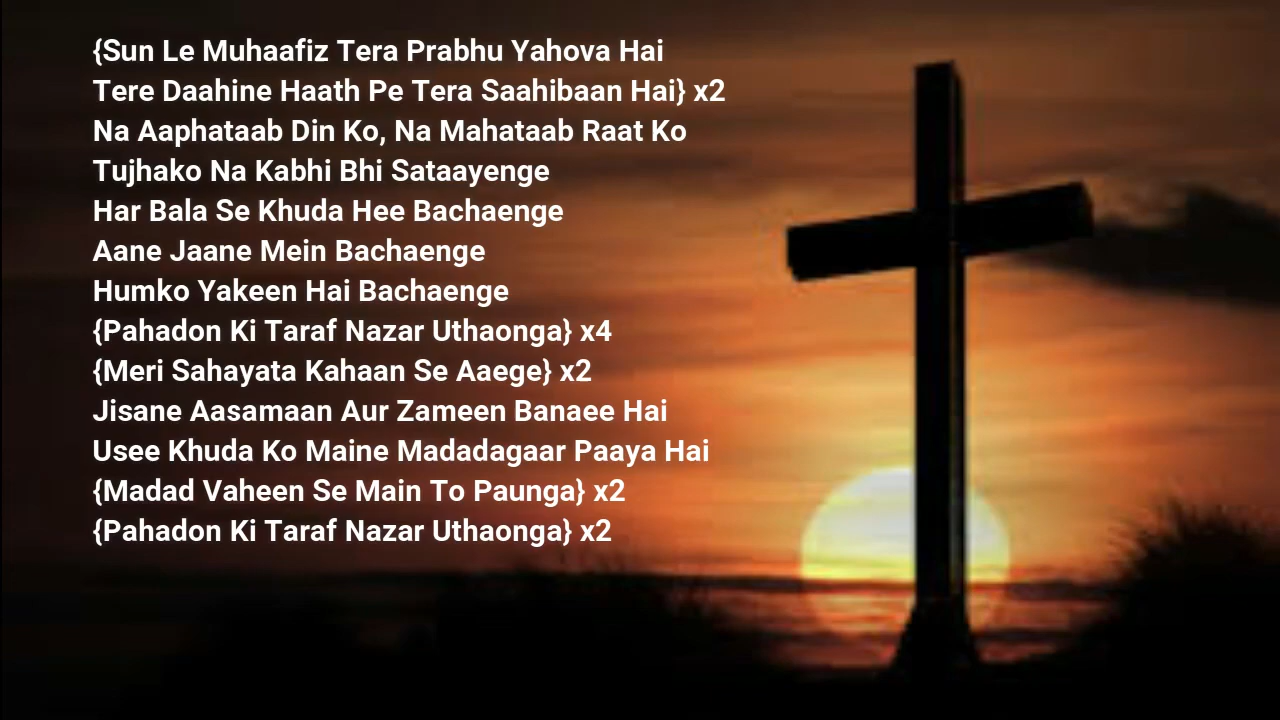 {Sun Le Muhaafiz Tera Prabhu Yahova Hai
Tere Daahine Haath Pe Tera Saahibaan Hai} x2
Na Aaphataab Din Ko, Na Mahataab Raat Ko
Tujhako Na Kabhi Bhi Sataayenge
Har Bala Se Khuda Hee Bachaenge
Aane Jaane Mein Bachaenge
Humko Yakeen Hai Bachaenge
{Pahadon Ki Taraf Nazar Uthaonga} x4
{Meri Sahayata Kahaan Se Aaege} x2
Jisane Aasamaan Aur Zameen Banaee Hai
Usee Khuda Ko Maine Madadagaar Paaya Hai
{Madad Vaheen Se Main To Paunga} x2
{Pahadon Ki Taraf Nazar Uthaonga} x2